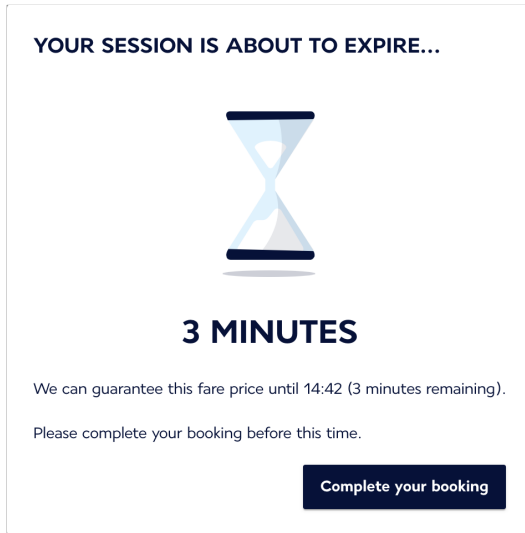 YOUR SESSION IS ABOUT TO EXPIRE...
3 MINUTES
We can guarantee this fare price until 14:42 (3 minutes remaining).
Please complete your booking before this time.
Complete your booking